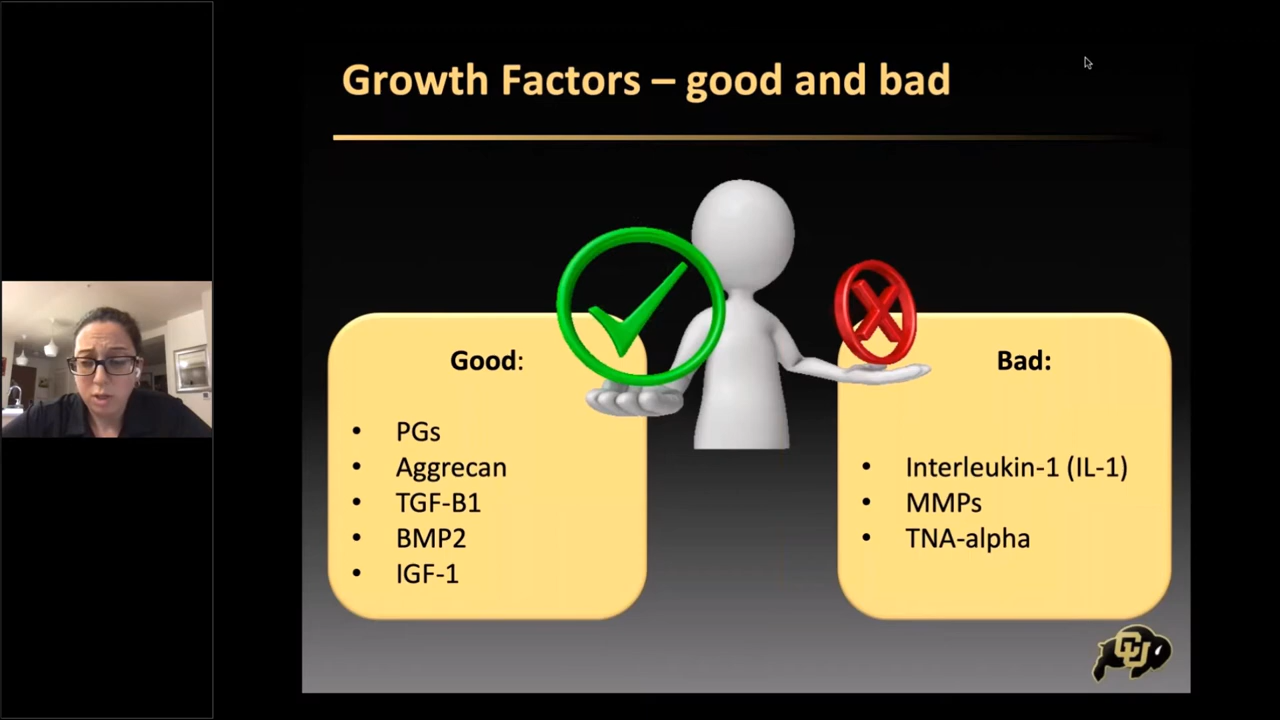 Growth Factors – good and bad
Good:
• PGs
• Aggrecan
• TGF-B1
• BMP2
• IGF-1
Bad:
• Interleukin-1 (IL-1)
• MMPs
• TNA-alpha
CU